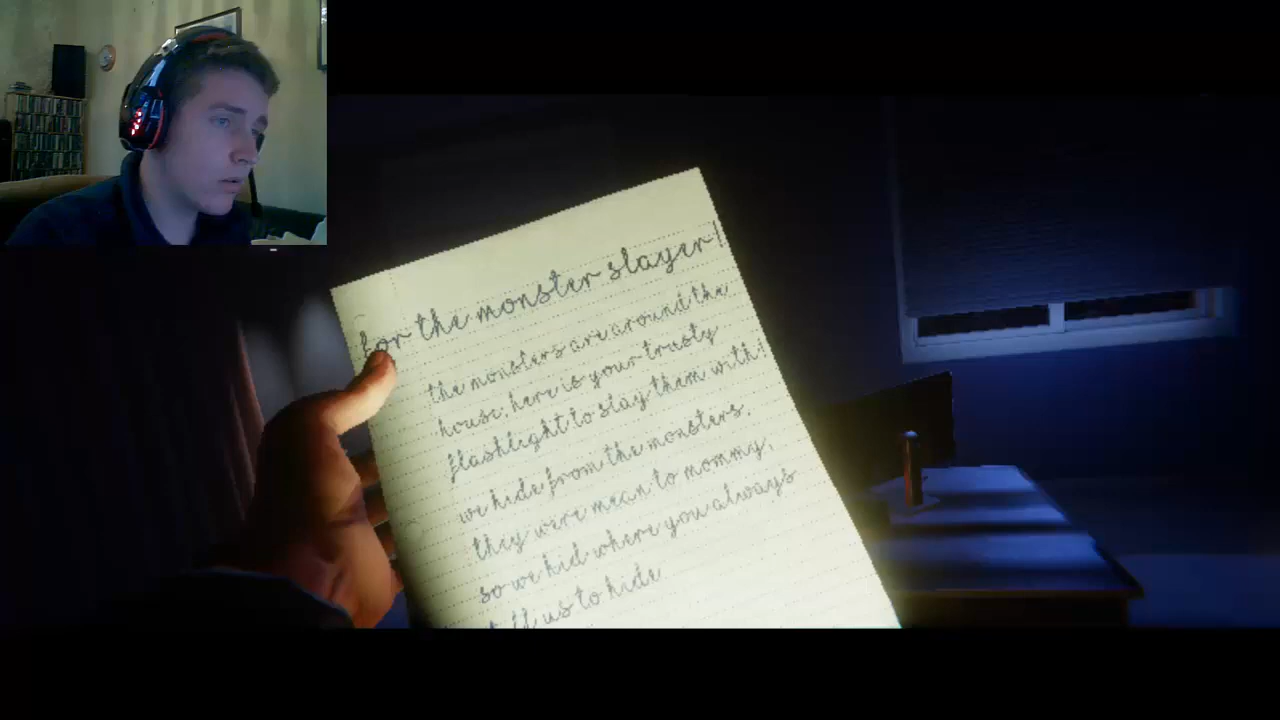 for the monster slayer!
the monsters are around the
house, here is your trusty
flashlight to slay them with!
we hide from the monsters.
they were mean to mommy,
so we hid where you always
tell us to hide